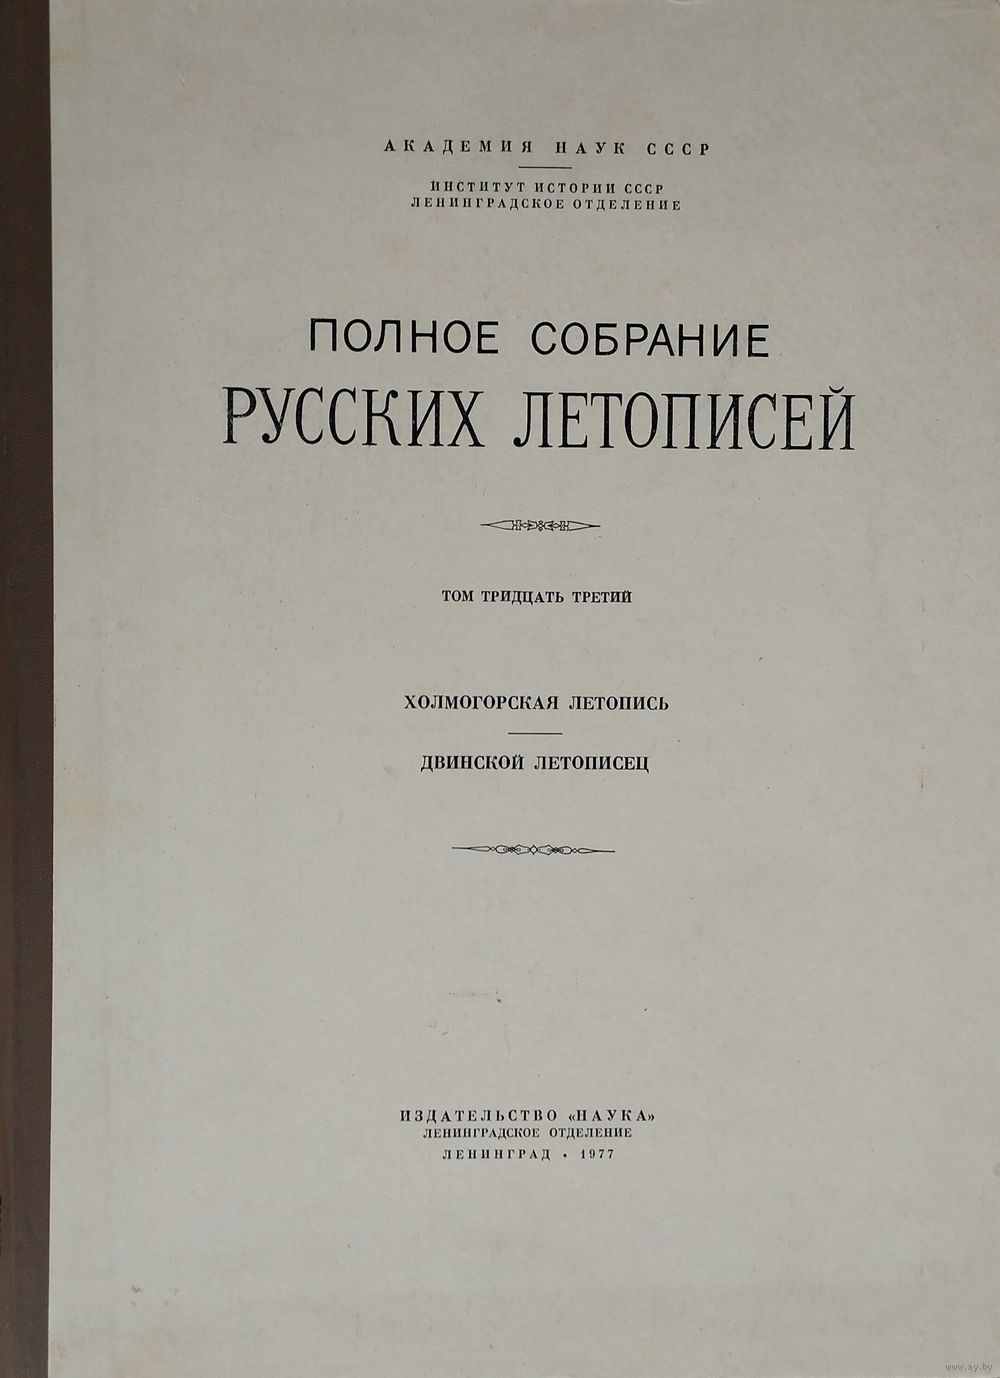 АКАДЕМИЯ НАУК СССР
ИНСТИТУТ ИСТОРИИ СССР
ЛЕНИНГРАДСКОЕ ОТДЕЛЕНИЕ
ПОЛНОЕ СОБРАНИЕ
РУССКИХ ЛЕТОПИСЕЙ
ТОМ ТРИДЦАТЬ ТРЕТИЙ
ХОЛМОГОРСКАЯ ЛЕТОПИСЬ
ДВИНСКОЙ ЛЕТОПИСЕЦ
ИЗДАТЕЛЬСТВО «НАУКА»
ЛЕНИНГРАДСКОЕ ОТДЕЛЕНИЕ
ЛЕНИНГРАД • 1977
www.ay.by